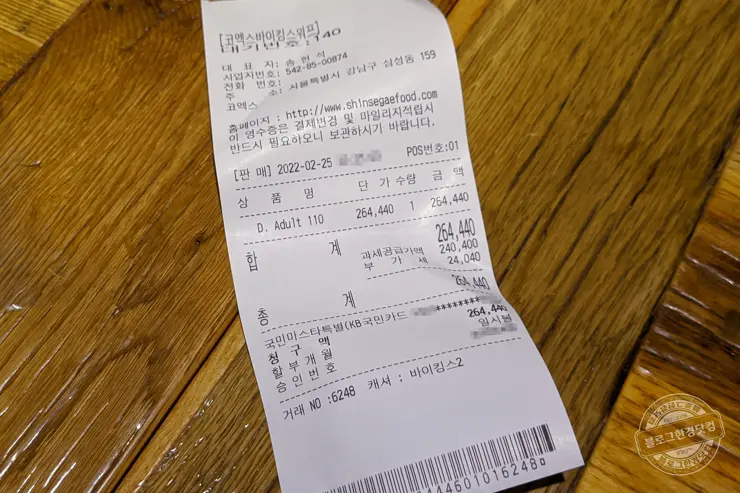 [코엑스바이킹스워프]
대기번호:140
대 표 자: 송 현 석
사업자번호: 542-85-00874
전화 번호:
주 소: 서울특별시 강남구 삼성동 159
코엑스
홈페이지 : http://www.shinsegaefood.com
이 영수증은 결제변경 및 마일리지적립시
반드시 필요하오니 보관하시기 바랍니다.
[판 매] 2022-02-25 POS번호:01
상 품 명 단 가 수량 금 액
D. Adult 110 264,440 1 264,440
합 계 264,440
과세공급가액 240,400
부 가 세 24,040
총 계 264,440
국민마스타특별(KB국민카드 ********
청 구 액 264,440
할부개월 일시불
승인번호
거래 NO :6248 캐셔 : 바이킹스2
444601016248
블로그한경닷컴